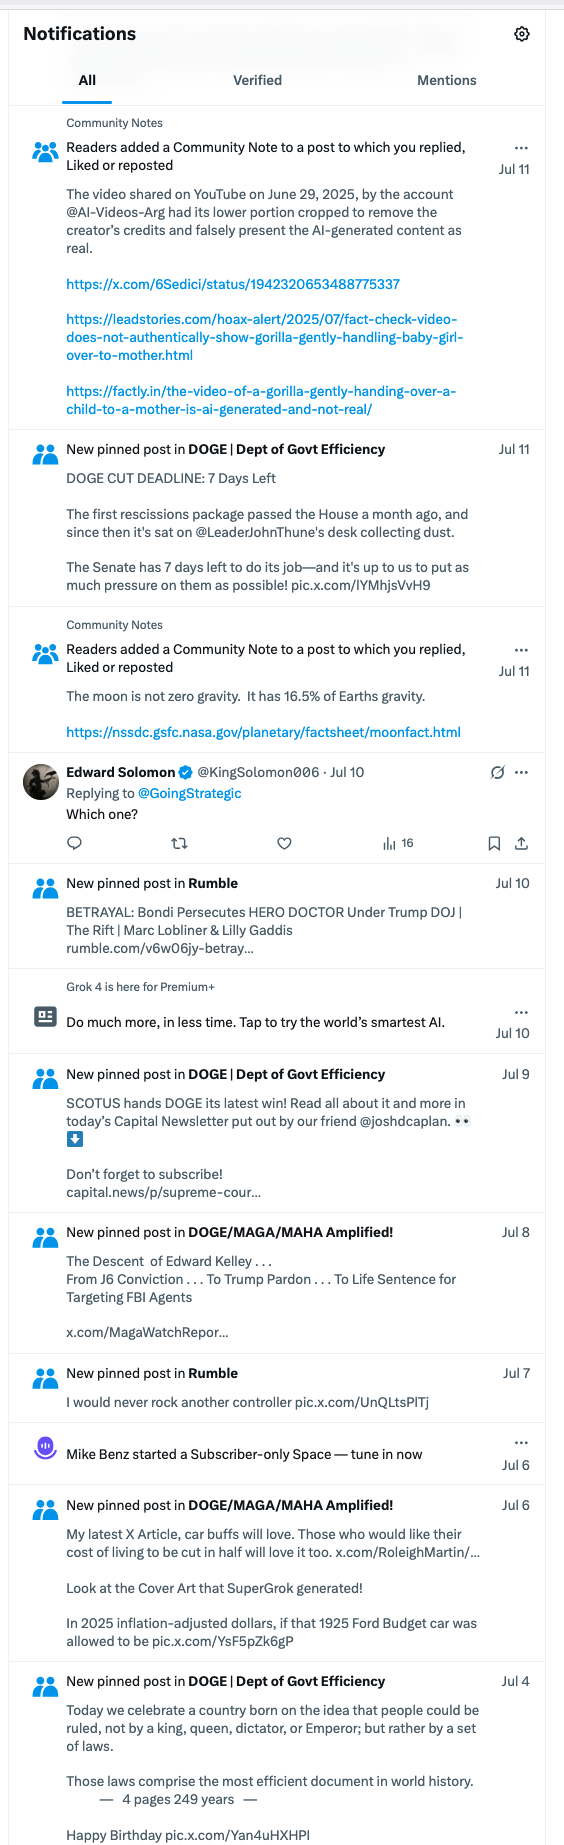 Notifications
All
Verified
Mentions
Community Notes
Readers added a Community Note to a post to which you replied,
Liked or reposted
Jul 11
The video shared on YouTube on June 29, 2025, by the account
@AI-Videos-Arg had its lower portion cropped to remove the
creator's credits and falsely present the AI-generated content as
real.
https://x.com/6Sedici/status/1942320653488775337
https://leadstories.com/hoax-alert/2025/07/fact-check-video-
does-not-authentically-show-gorilla-gently-handling-baby-girl-
over-to-mother.html
https://factly.in/the-video-of-a-gorilla-gently-handing-over-a-
child-to-a-mother-is-ai-generated-and-not-real/
New pinned post in DOGE | Dept of Govt Efficiency
Jul 11
DOGE CUT DEADLINE: 7 Days Left
The first rescissions package passed the House a month ago, and
since then it's sat on @LeaderJohnThune's desk collecting dust.
The Senate has 7 days left to do its job—and it's up to us to put as
much pressure on them as possible! pic.x.com/lYMhjsVvH9
Community Notes
Readers added a Community Note to a post to which you replied,
Liked or reposted
Jul 11
The moon is not zero gravity.  It has 16.5% of Earths gravity.
https://nssdc.gsfc.nasa.gov/planetary/factsheet/moonfact.html
Edward Solomon @KingSolomon006 · Jul 10
Replying to @GoingStrategic
Which one?
16
New pinned post in Rumble
Jul 10
BETRAYAL: Bondi Persecutes HERO DOCTOR Under Trump DOJ |
The Rift | Marc Lobliner & Lilly Gaddis
rumble.com/v6w06jy-betray…
Grok 4 is here for Premium+
Do much more, in less time. Tap to try the world's smartest AI.
Jul 10
New pinned post in DOGE | Dept of Govt Efficiency
Jul 9
SCOTUS hands DOGE its latest win! Read all about it and more in
today's Capital Newsletter put out by our friend @joshdcaplan. 👀
⬇️
Don't forget to subscribe!
capital.news/p/supreme-cour…
New pinned post in DOGE/MAGA/MAHA Amplified!
Jul 8
The Descent  of Edward Kelley . . .
From J6 Conviction . . . To Trump Pardon . . . To Life Sentence for
Targeting FBI Agents
x.com/MagaWatchRepor…
New pinned post in Rumble
Jul 7
I would never rock another controller pic.x.com/UnQLtsPlTj
Mike Benz started a Subscriber-only Space — tune in now
Jul 6
New pinned post in DOGE/MAGA/MAHA Amplified!
Jul 6
My latest X Article, car buffs will love. Those who would like their
cost of living to be cut in half will love it too. x.com/RoleighMartin/…
Look at the Cover Art that SuperGrok generated!
In 2025 inflation-adjusted dollars, if that 1925 Ford Budget car was
allowed to be pic.x.com/YsF5pZk6gP
New pinned post in DOGE | Dept of Govt Efficiency
Jul 4
Today we celebrate a country born on the idea that people could be
ruled, not by a king, queen, dictator, or Emperor; but rather by a set
of laws.
Those laws comprise the most efficient document in world history.
— 4 pages 249 years —
Happy Birthday pic.x.com/Yan4uHXHPI